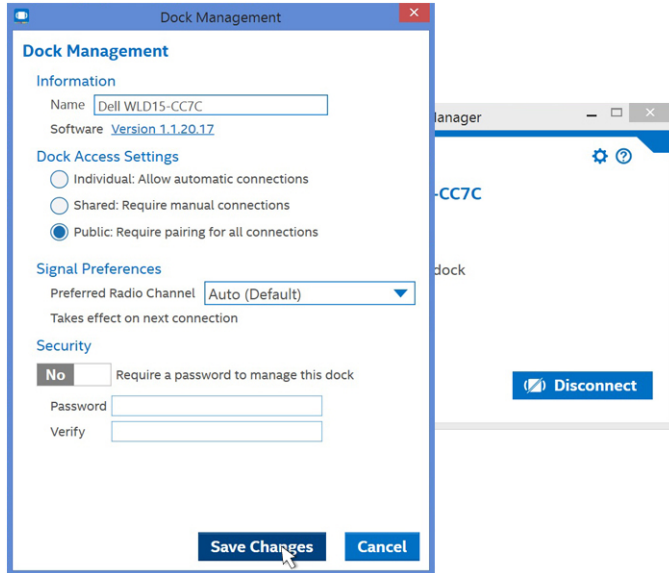 Dock Management
Dock Management
Information
Name Dell WLD15-CC7C
Software Version 1.1.20.17
Dock Access Settings
Individual: Allow automatic connections
Shared: Require manual connections
Public: Require pairing for all connections
Signal Preferences
Preferred Radio Channel Auto (Default)
Takes effect on next connection
Security
No Require a password to manage this dock
Password
Verify
Save Changes Cancel
-CC7C
dock
Disconnect